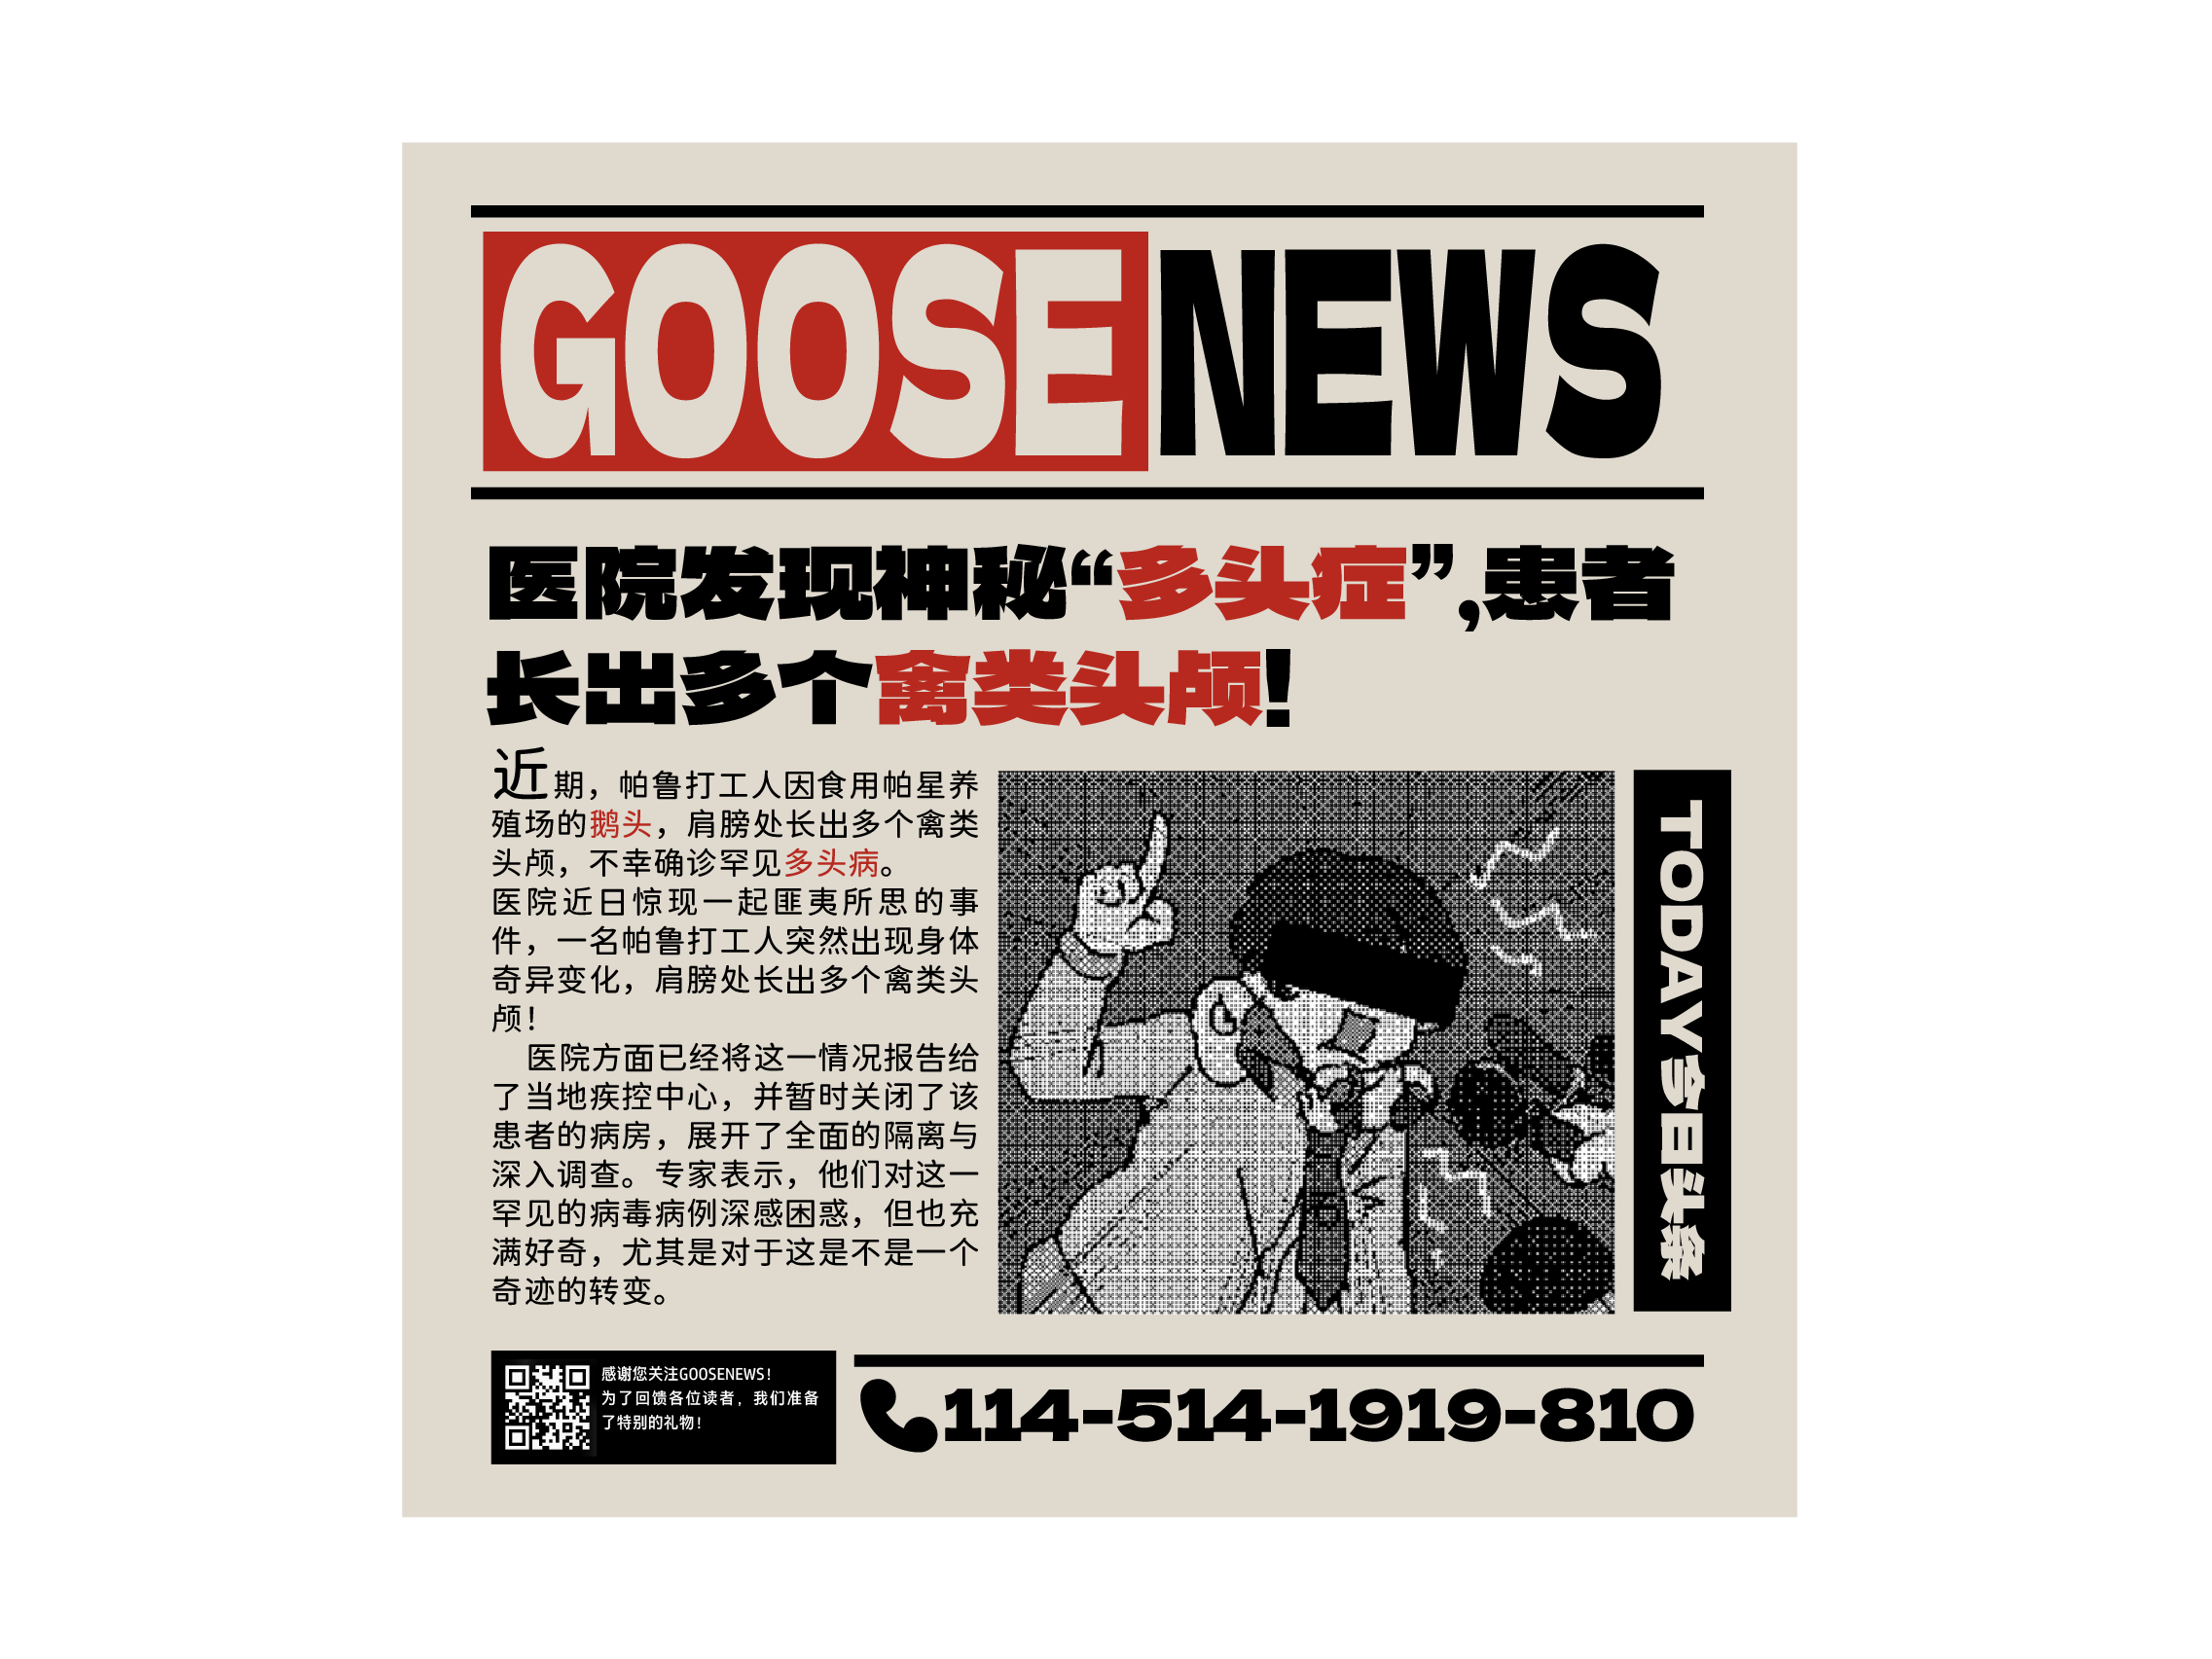 GOOSE NEWS
医院发现神秘“多头症”,患者
长出多个禽类头颅!
近期，帕鲁打工人因食用帕星养
殖场的鹅头，肩膀处长出多个禽类
头颅，不幸确诊罕见多头病。
医院近日惊现一起匪夷所思的事
件，一名帕鲁打工人突然出现身体
奇异变化，肩膀处长出多个禽类头
颅！
医院方面已经将这一情况报告给
了当地疾控中心，并暂时关闭了该
患者的病房，展开了全面的隔离与
深入调查。专家表示，他们对这一
罕见的病毒病例深感困惑，但也充
满好奇，尤其是对于这是不是一个
奇迹的转变。
TODAY今日头条
感谢您关注GOOSENEWS！
为了回馈各位读者，我们准备
了特别的礼物！
114-514-1919-810